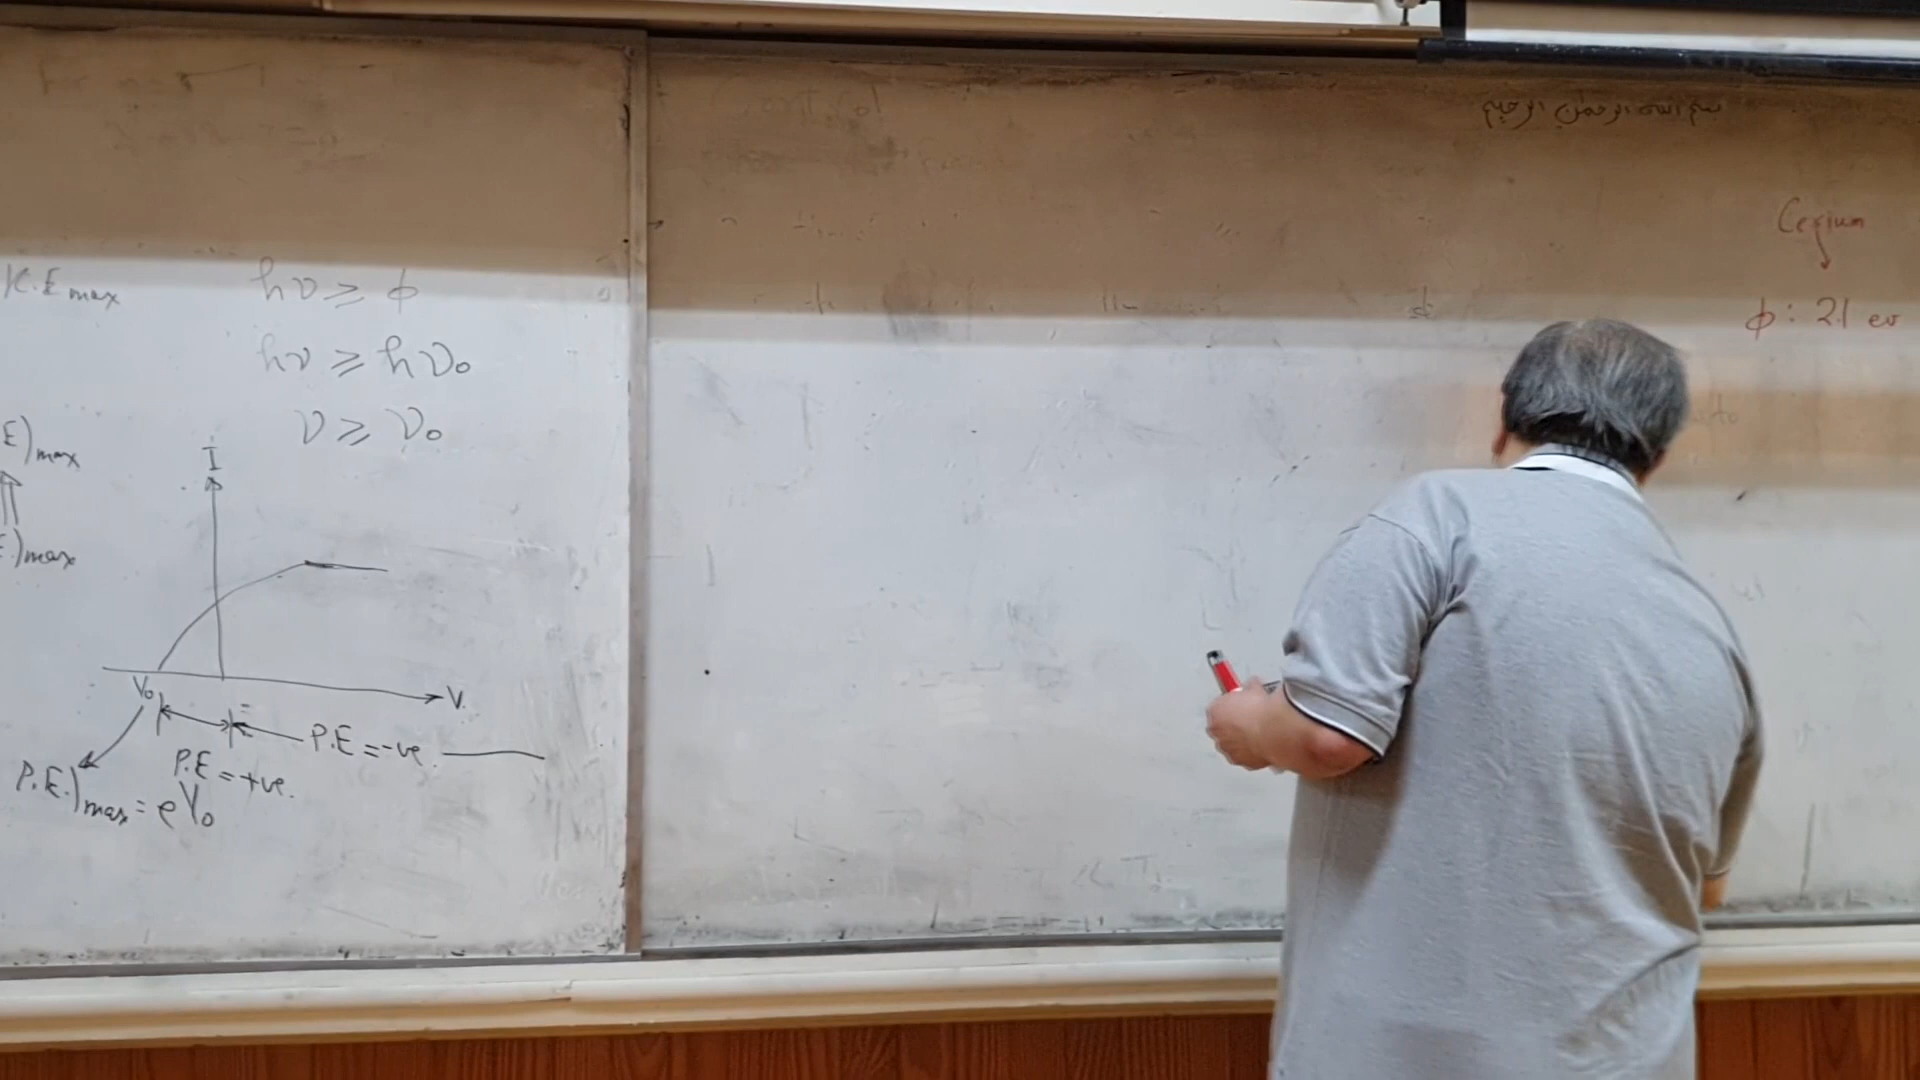 K.E max
hν ≥ φ
hν ≥ hν₀
ν ≥ ν₀
E)max
.)max
I
V₀
V.
P.E = -ve.
P.E = +ve.
P.E.)max = eV₀
بسم الله الرحمن الرحيم
Cesium
φ: 2.1 ev